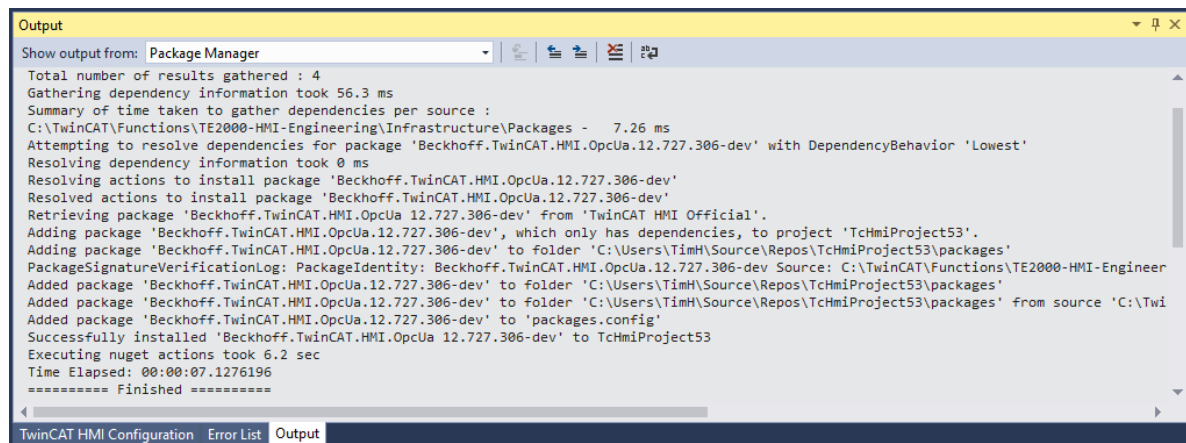 Output
Show output from: Package Manager
Total number of results gathered : 4
Gathering dependency information took 56.3 ms
Summary of time taken to gather dependencies per source :
C:\TwinCAT\Functions\TE2000-HMI-Engineering\Infrastructure\Packages -   7.26 ms
Attempting to resolve dependencies for package 'Beckhoff.TwinCAT.HMI.OpcUa.12.727.306-dev' with DependencyBehavior 'Lowest'
Resolving dependency information took 0 ms
Resolving actions to install package 'Beckhoff.TwinCAT.HMI.OpcUa.12.727.306-dev'
Resolved actions to install package 'Beckhoff.TwinCAT.HMI.OpcUa.12.727.306-dev'
Retrieving package 'Beckhoff.TwinCAT.HMI.OpcUa 12.727.306-dev' from 'TwinCAT HMI Official'.
Adding package 'Beckhoff.TwinCAT.HMI.OpcUa.12.727.306-dev', which only has dependencies, to project 'TcHmiProject53'.
Adding package 'Beckhoff.TwinCAT.HMI.OpcUa.12.727.306-dev' to folder 'C:\Users\TimH\Source\Repos\TcHmiProject53\packages'
PackageSignatureVerificationLog: PackageIdentity: Beckhoff.TwinCAT.HMI.OpcUa.12.727.306-dev Source: C:\TwinCAT\Functions\TE2000-HMI-Engineer
Added package 'Beckhoff.TwinCAT.HMI.OpcUa.12.727.306-dev' to folder 'C:\Users\TimH\Source\Repos\TcHmiProject53\packages'
Added package 'Beckhoff.TwinCAT.HMI.OpcUa.12.727.306-dev' to folder 'C:\Users\TimH\Source\Repos\TcHmiProject53\packages' from source 'C:\Twi
Added package 'Beckhoff.TwinCAT.HMI.OpcUa.12.727.306-dev' to 'packages.config'
Successfully installed 'Beckhoff.TwinCAT.HMI.OpcUa 12.727.306-dev' to TcHmiProject53
Executing nuget actions took 6.2 sec
Time Elapsed: 00:00:07.1276196
========== Finished ==========
TwinCAT HMI Configuration Error List Output